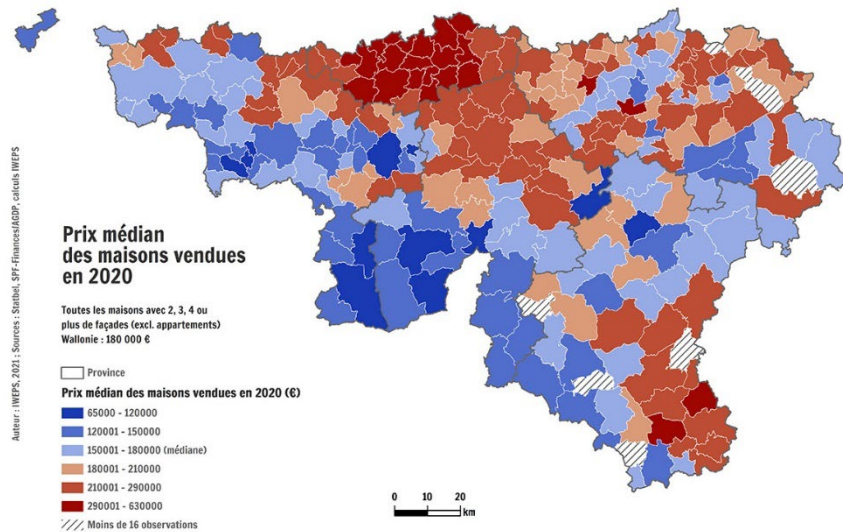 Prix médian
des maisons vendues
en 2020
Toutes les maisons avec 2, 3, 4 ou
plus de façades (excl. appartements)
Wallonie : 180 000 €
Province
Prix médian des maisons vendues en 2020 (€)
65000 - 120000
120001 - 150000
150001 - 180000 (médiane)
180001 - 210000
210001 - 290000
290001 - 630000
Moins de 16 observations
0 10 20
km
Auteur : IWEPS, 2021 ; Sources : Statbel, SPF-Finances/AGDP, calculs IWEPS